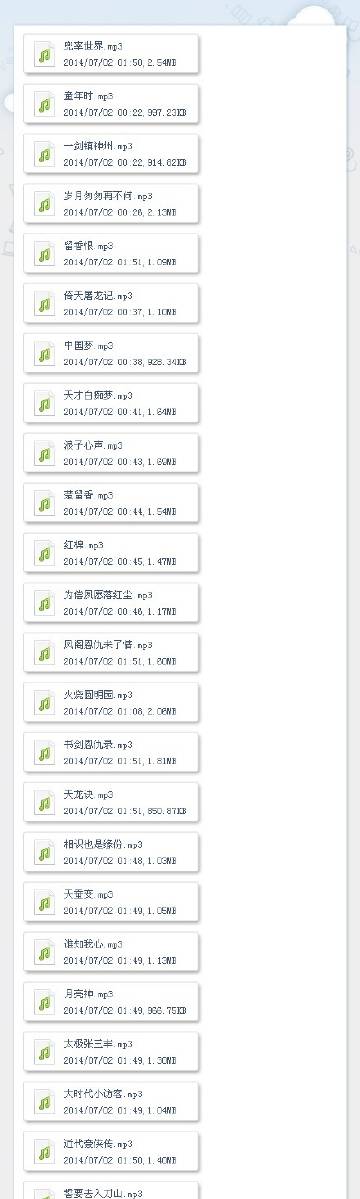 兜率世界.mp3
2014/07/02 01:50,2.54MB
童年时.mp3
2014/07/02 00:22,997.23KB
一剑镇神州.mp3
2014/07/02 00:22,914.82KB
岁月匆匆再不何.mp3
2014/07/02 00:26,2.13MB
留香恨.mp3
2014/07/02 01:51,1.09MB
倚天屠龙记.mp3
2014/07/02 00:37,1.10MB
中国梦.mp3
2014/07/02 00:38,928.34KB
天才白痴梦.mp3
2014/07/02 00:41,1.64MB
浪子心声.mp3
2014/07/02 00:43,1.69MB
楚留香.mp3
2014/07/02 00:44,1.54MB
红棉.mp3
2014/07/02 00:45,1.47MB
为偿夙愿落红尘.mp3
2014/07/02 00:46,1.17MB
凤阁恩仇未了情.mp3
2014/07/02 01:51,1.60MB
火烧圆明园.mp3
2014/07/02 01:08,2.06MB
书剑恩仇录.mp3
2014/07/02 01:51,1.81MB
天龙诀.mp3
2014/07/02 01:51,850.87KB
相识也是缘份.mp3
2014/07/02 01:48,1.03MB
天蚕变.mp3
2014/07/02 01:49,1.05MB
谁知我心.mp3
2014/07/02 01:49,1.13MB
月亮神.mp3
2014/07/02 01:49,966.75KB
太极张三丰.mp3
2014/07/02 01:49,1.30MB
大时代小访客.mp3
2014/07/02 01:49,1.04MB
近代豪侠传.mp3
2014/07/02 01:50,1.40MB
誓要去入刀山.mp3